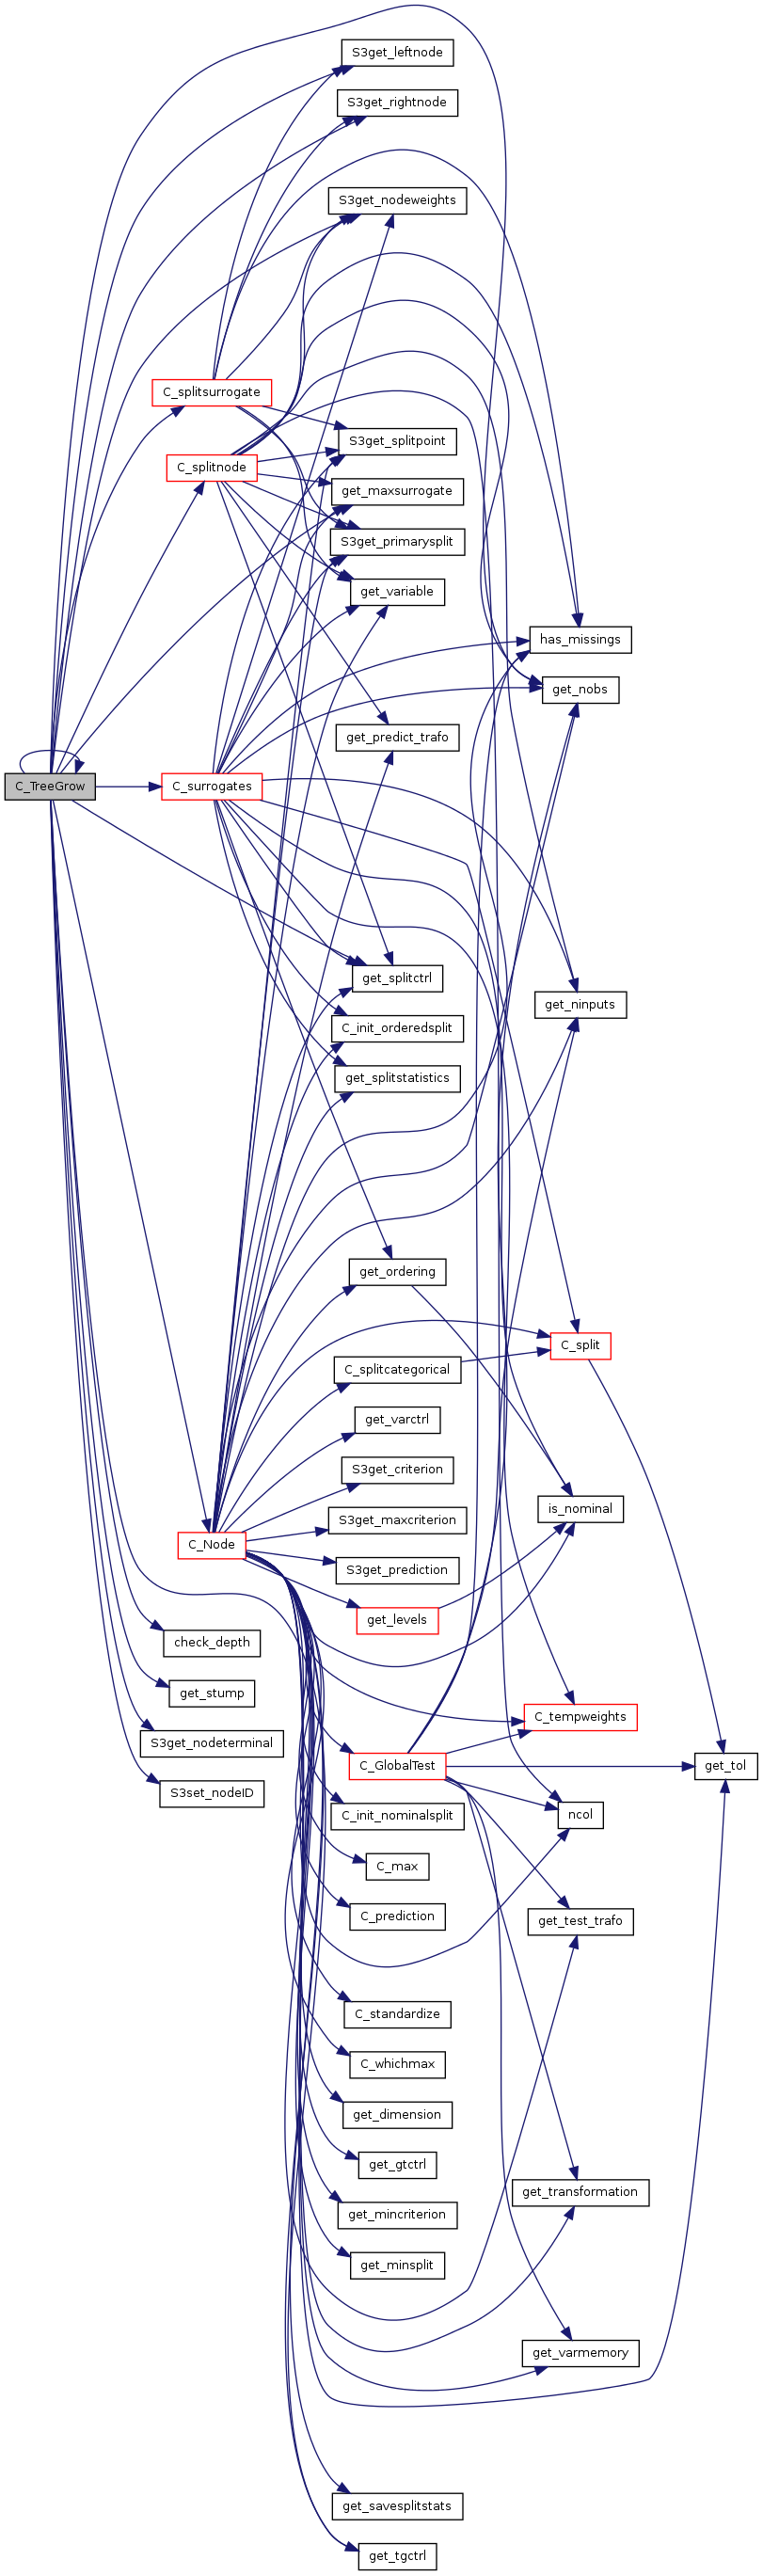 S3get_leftnode
S3get_rightnode
S3get_nodeweights
C_splitsurrogate
S3get_splitpoint
C_splitnode
get_maxsurrogate
S3get_primarysplit
get_variable
has_missings
get_nobs
get_predict_trafo
C_TreeGrow
C_surrogates
get_splitctrl
get_ninputs
C_init_orderedsplit
get_splitstatistics
get_ordering
C_split
C_splitcategorical
get_varctrl
S3get_criterion
is_nominal
S3get_maxcriterion
C_Node
S3get_prediction
get_levels
check_depth
get_stump
C_tempweights
S3get_nodeterminal
C_GlobalTest
get_tol
S3set_nodeID
C_init_nominalsplit
ncol
C_max
C_prediction
get_test_trafo
C_standardize
C_whichmax
get_dimension
get_gtctrl
get_transformation
get_mincriterion
get_minsplit
get_varmemory
get_savesplitstats
get_tgctrl